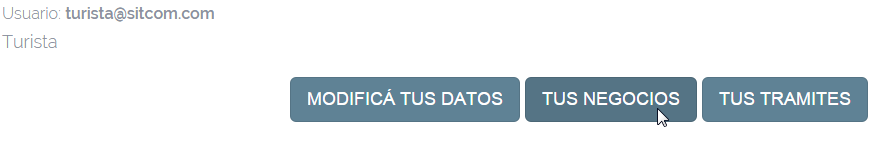 Usuario: turista@sitcom.com
Turista
MODIFICÁ TUS DATOS TUS NEGOCIOS TUS TRAMITES